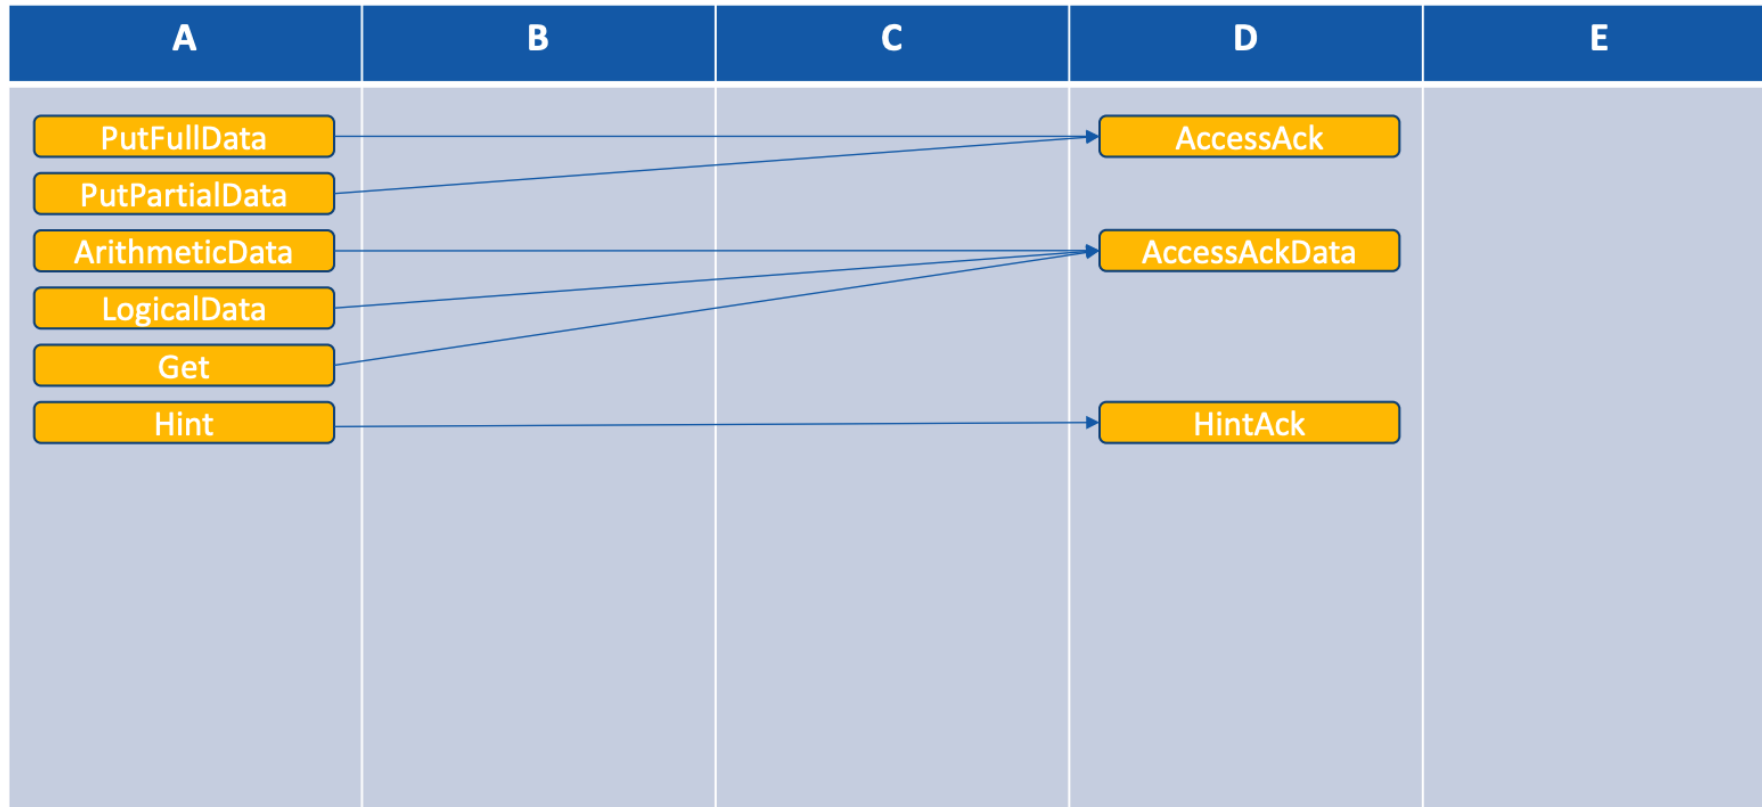 A B C D E
PutFullData AccessAck
PutPartialData
ArithmeticData AccessAckData
LogicalData
Get
Hint HintAck